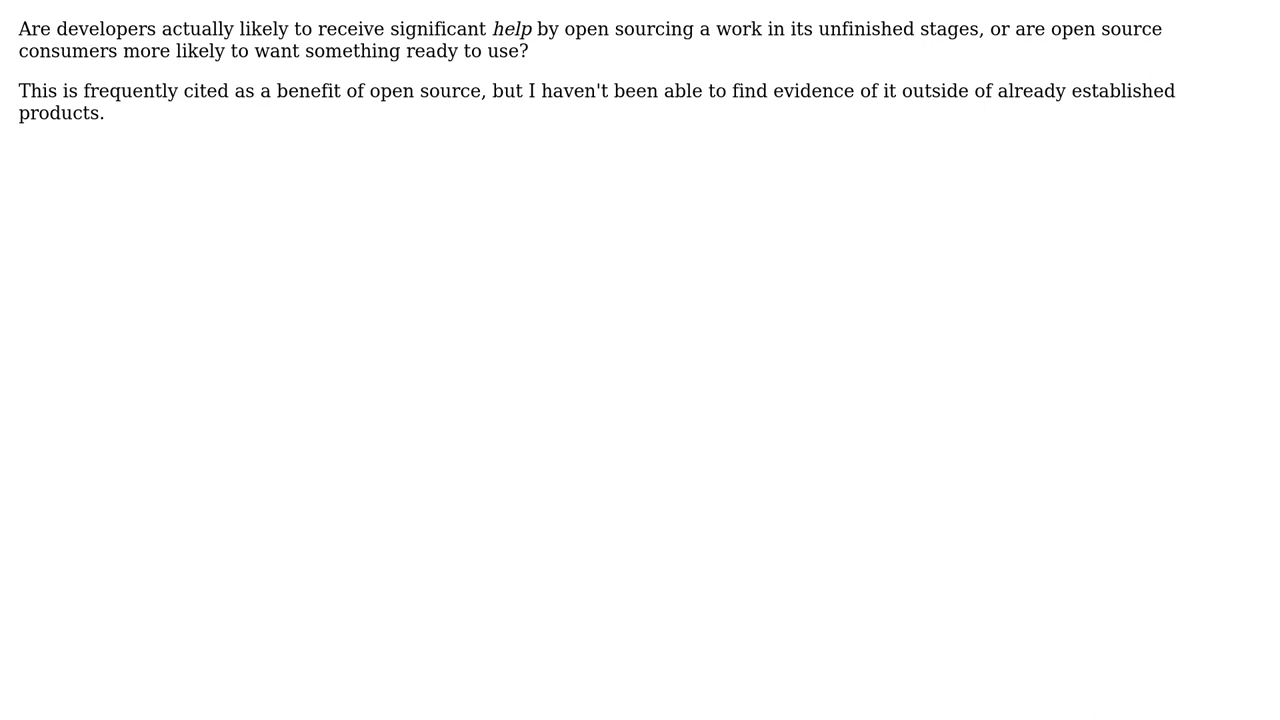 Are developers actually likely to receive significant help by open sourcing a work in its unfinished stages, or are open source
consumers more likely to want something ready to use?
This is frequently cited as a benefit of open source, but I haven't been able to find evidence of it outside of already established
products.